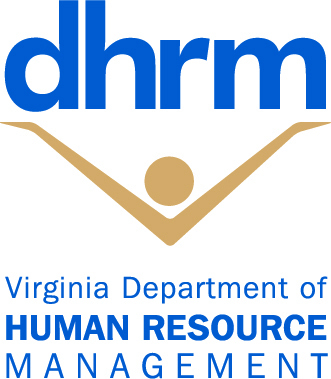 dhrm
Virginia Department of
HUMAN RESOURCE
MANAGEMENT